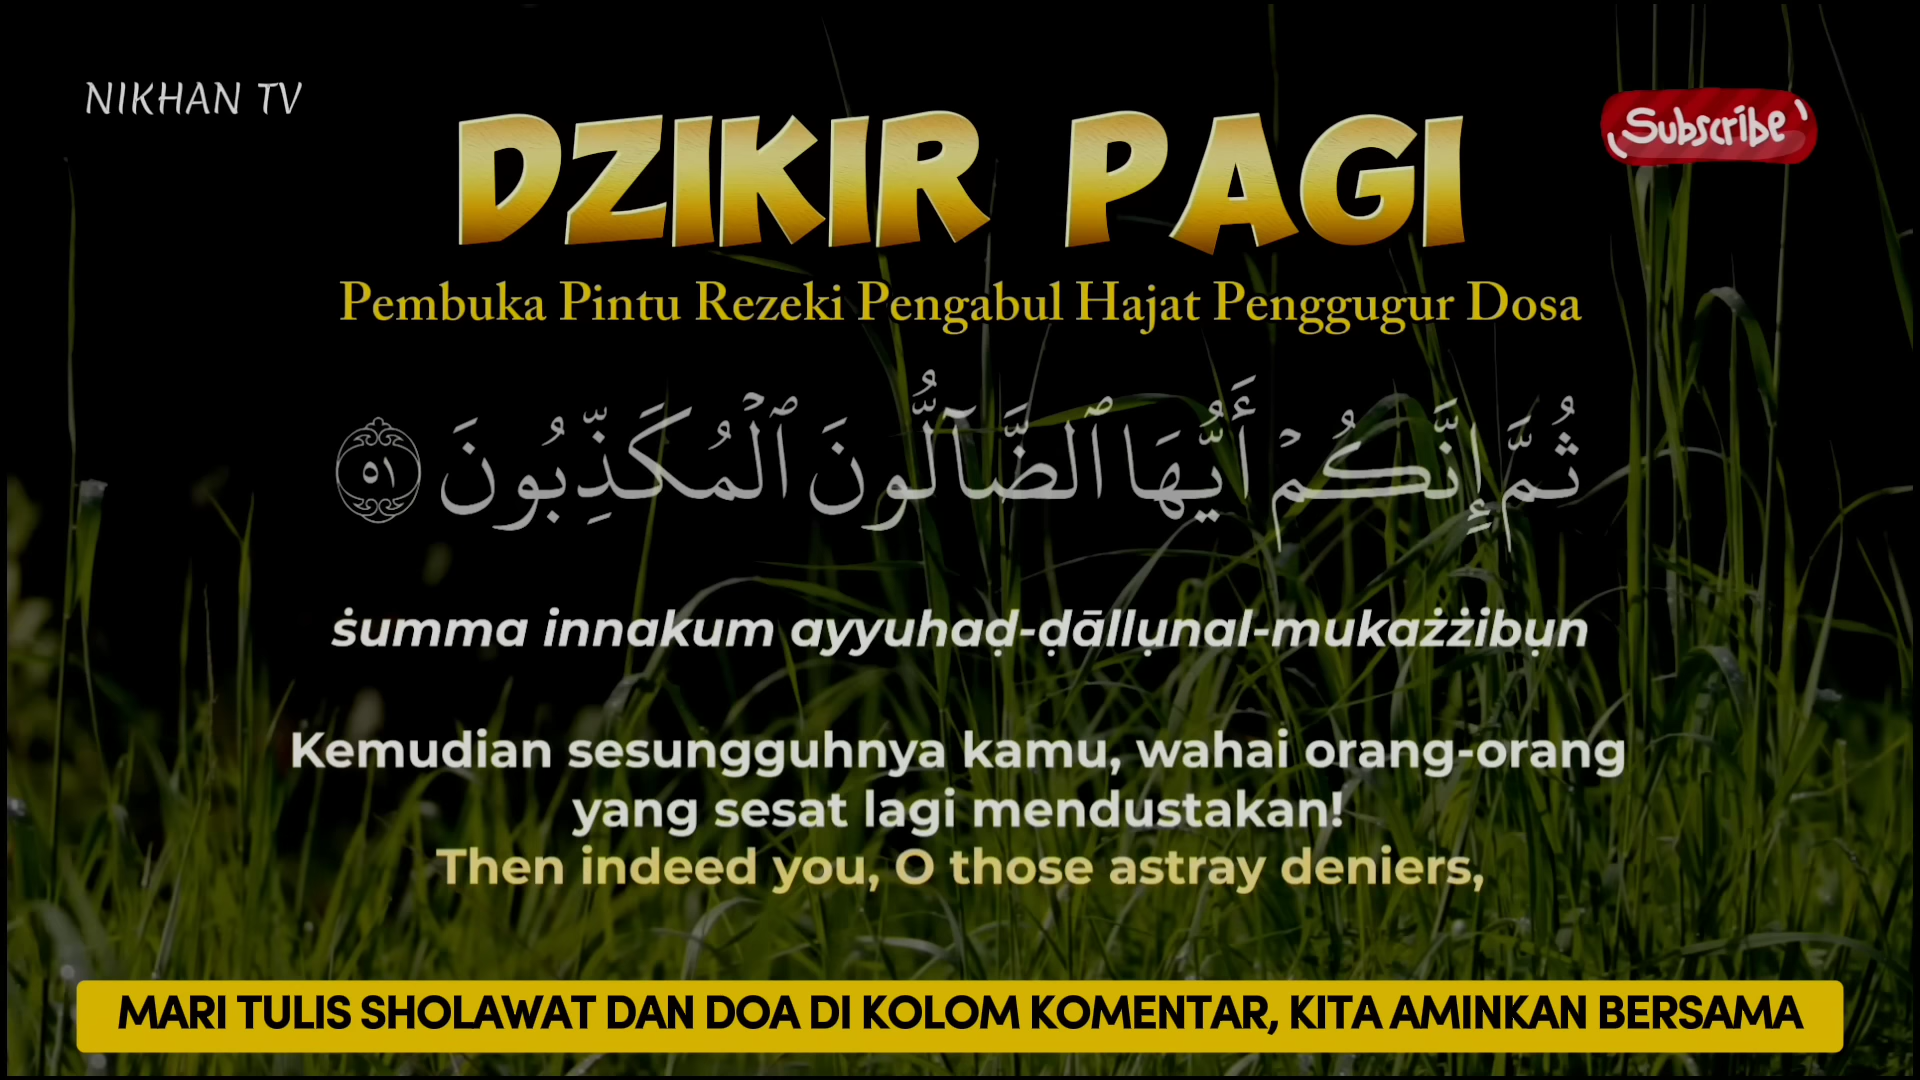 NIKHAN TV
Subscribe
DZIKIR PAGI
Pembuka Pintu Rezeki Pengabul Hajat Penggugur Dosa
ثُمَّ إِنَّكُمۡ أَيُّهَا ٱلضَّآلُّونَ ٱلۡمُكَذِّبُونَ ٥١
ṡumma innakum ayyuhaḍ-ḍāllụnal-mukażżibụn
Kemudian sesungguhnya kamu, wahai orang-orang
yang sesat lagi mendustakan!
Then indeed you, O those astray deniers,
MARI TULIS SHOLAWAT DAN DOA DI KOLOM KOMENTAR, KITA AMINKAN BERSAMA